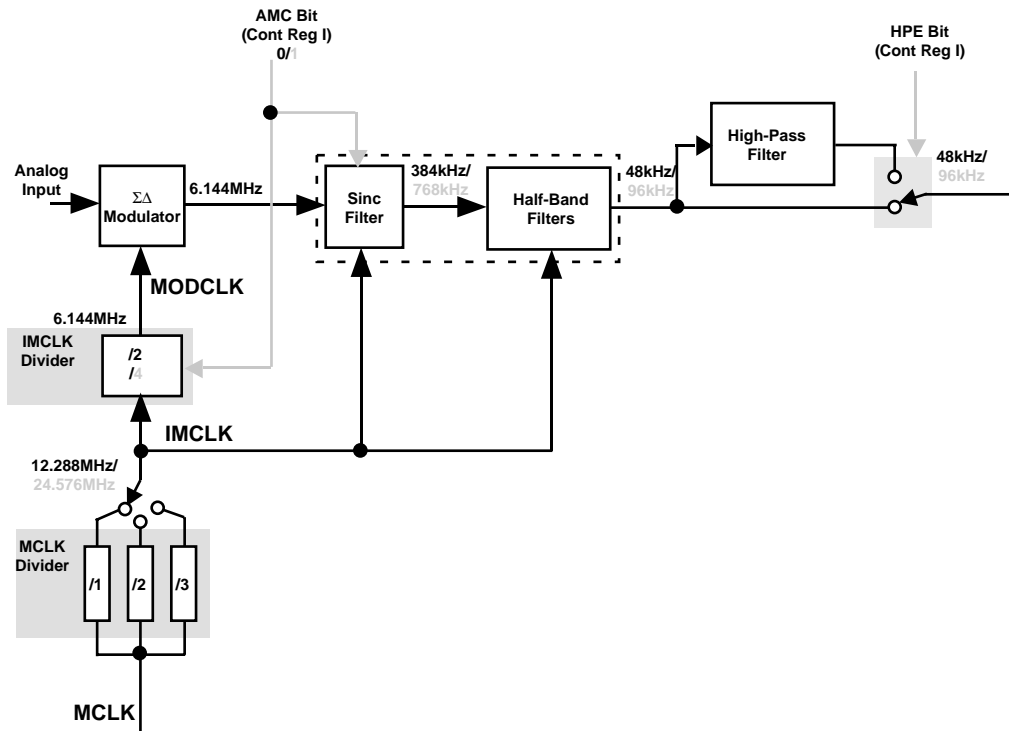 AMC Bit
(Cont Reg I)
0/1
HPE Bit
(Cont Reg I)
High-Pass
Filter
Analog
Input
ΣΔ
Modulator
6.144MHz
Sinc
Filter
384kHz/
768kHz
Half-Band
Filters
48kHz/
96kHz
48kHz/
96kHz
MODCLK
6.144MHz
IMCLK
Divider
/2
/4
IMCLK
12.288MHz/
24.576MHz
MCLK
Divider
/1
/2
/3
MCLK